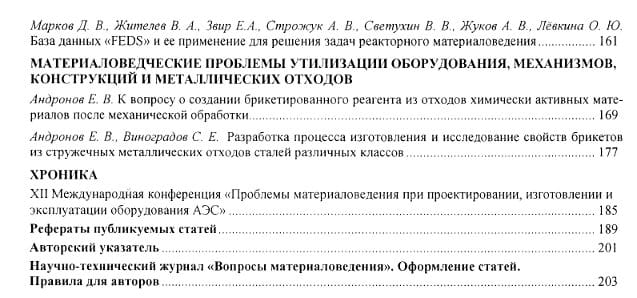 Марков Д. В., Жителев В. А., Звир Е.А., Строжук А. В., Светухин В. В., Жуков А. В., Лёвкина О. Ю.
База данных «FEDS» и ее применение для решения задач реакторного материаловедения ................ 161
МАТЕРИАЛОВЕДЧЕСКИЕ ПРОБЛЕМЫ УТИЛИЗАЦИИ ОБОРУДОВАНИЯ, МЕХАНИЗМОВ,
КОНСТРУКЦИЙ И МЕТАЛЛИЧЕСКИХ ОТХОДОВ
Андронов Е. В. К вопросу о создании брикетированного реагента из отходов химически активных мате-
риалов после механической обработки ................ 169
Андронов Е. В., Виноградов С. Е. Разработка процесса изготовления и исследование свойств брикетов
из стружечных металлических отходов сталей различных классов ................ 177
ХРОНИКА
XII Международная конференция «Проблемы материаловедения при проектировании, изготовлении и
эксплуатации оборудования АЭС» ................ 185
Рефераты публикуемых статей ................ 189
Авторский указатель ................ 201
Научно-технический журнал «Вопросы материаловедения». Оформление статей.
Правила для авторов ................ 203